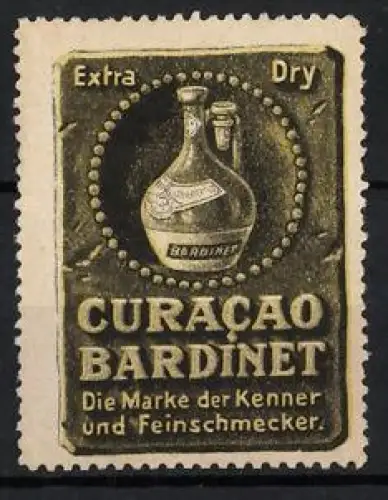 Extra Dry
BARDINET
CURAÇAO
BARDINET
Die Marke der Kenner
und Feinschmecker.